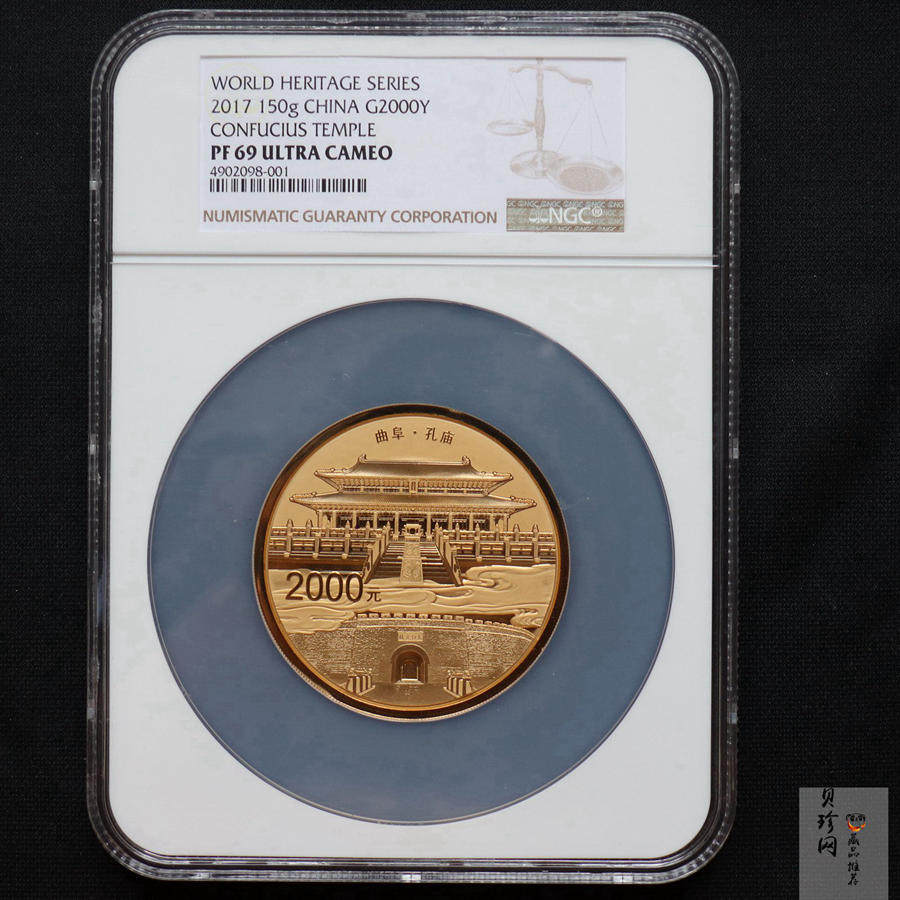 WORLD HERITAGE SERIES
2017 150g CHINA G2000Y
CONFUCIUS TEMPLE
PF 69 ULTRA CAMEO
4902098-001
NUMISMATIC GUARANTY CORPORATION
NGC®
曲阜·孔庙
2000元
贝珍网
藏品推荐